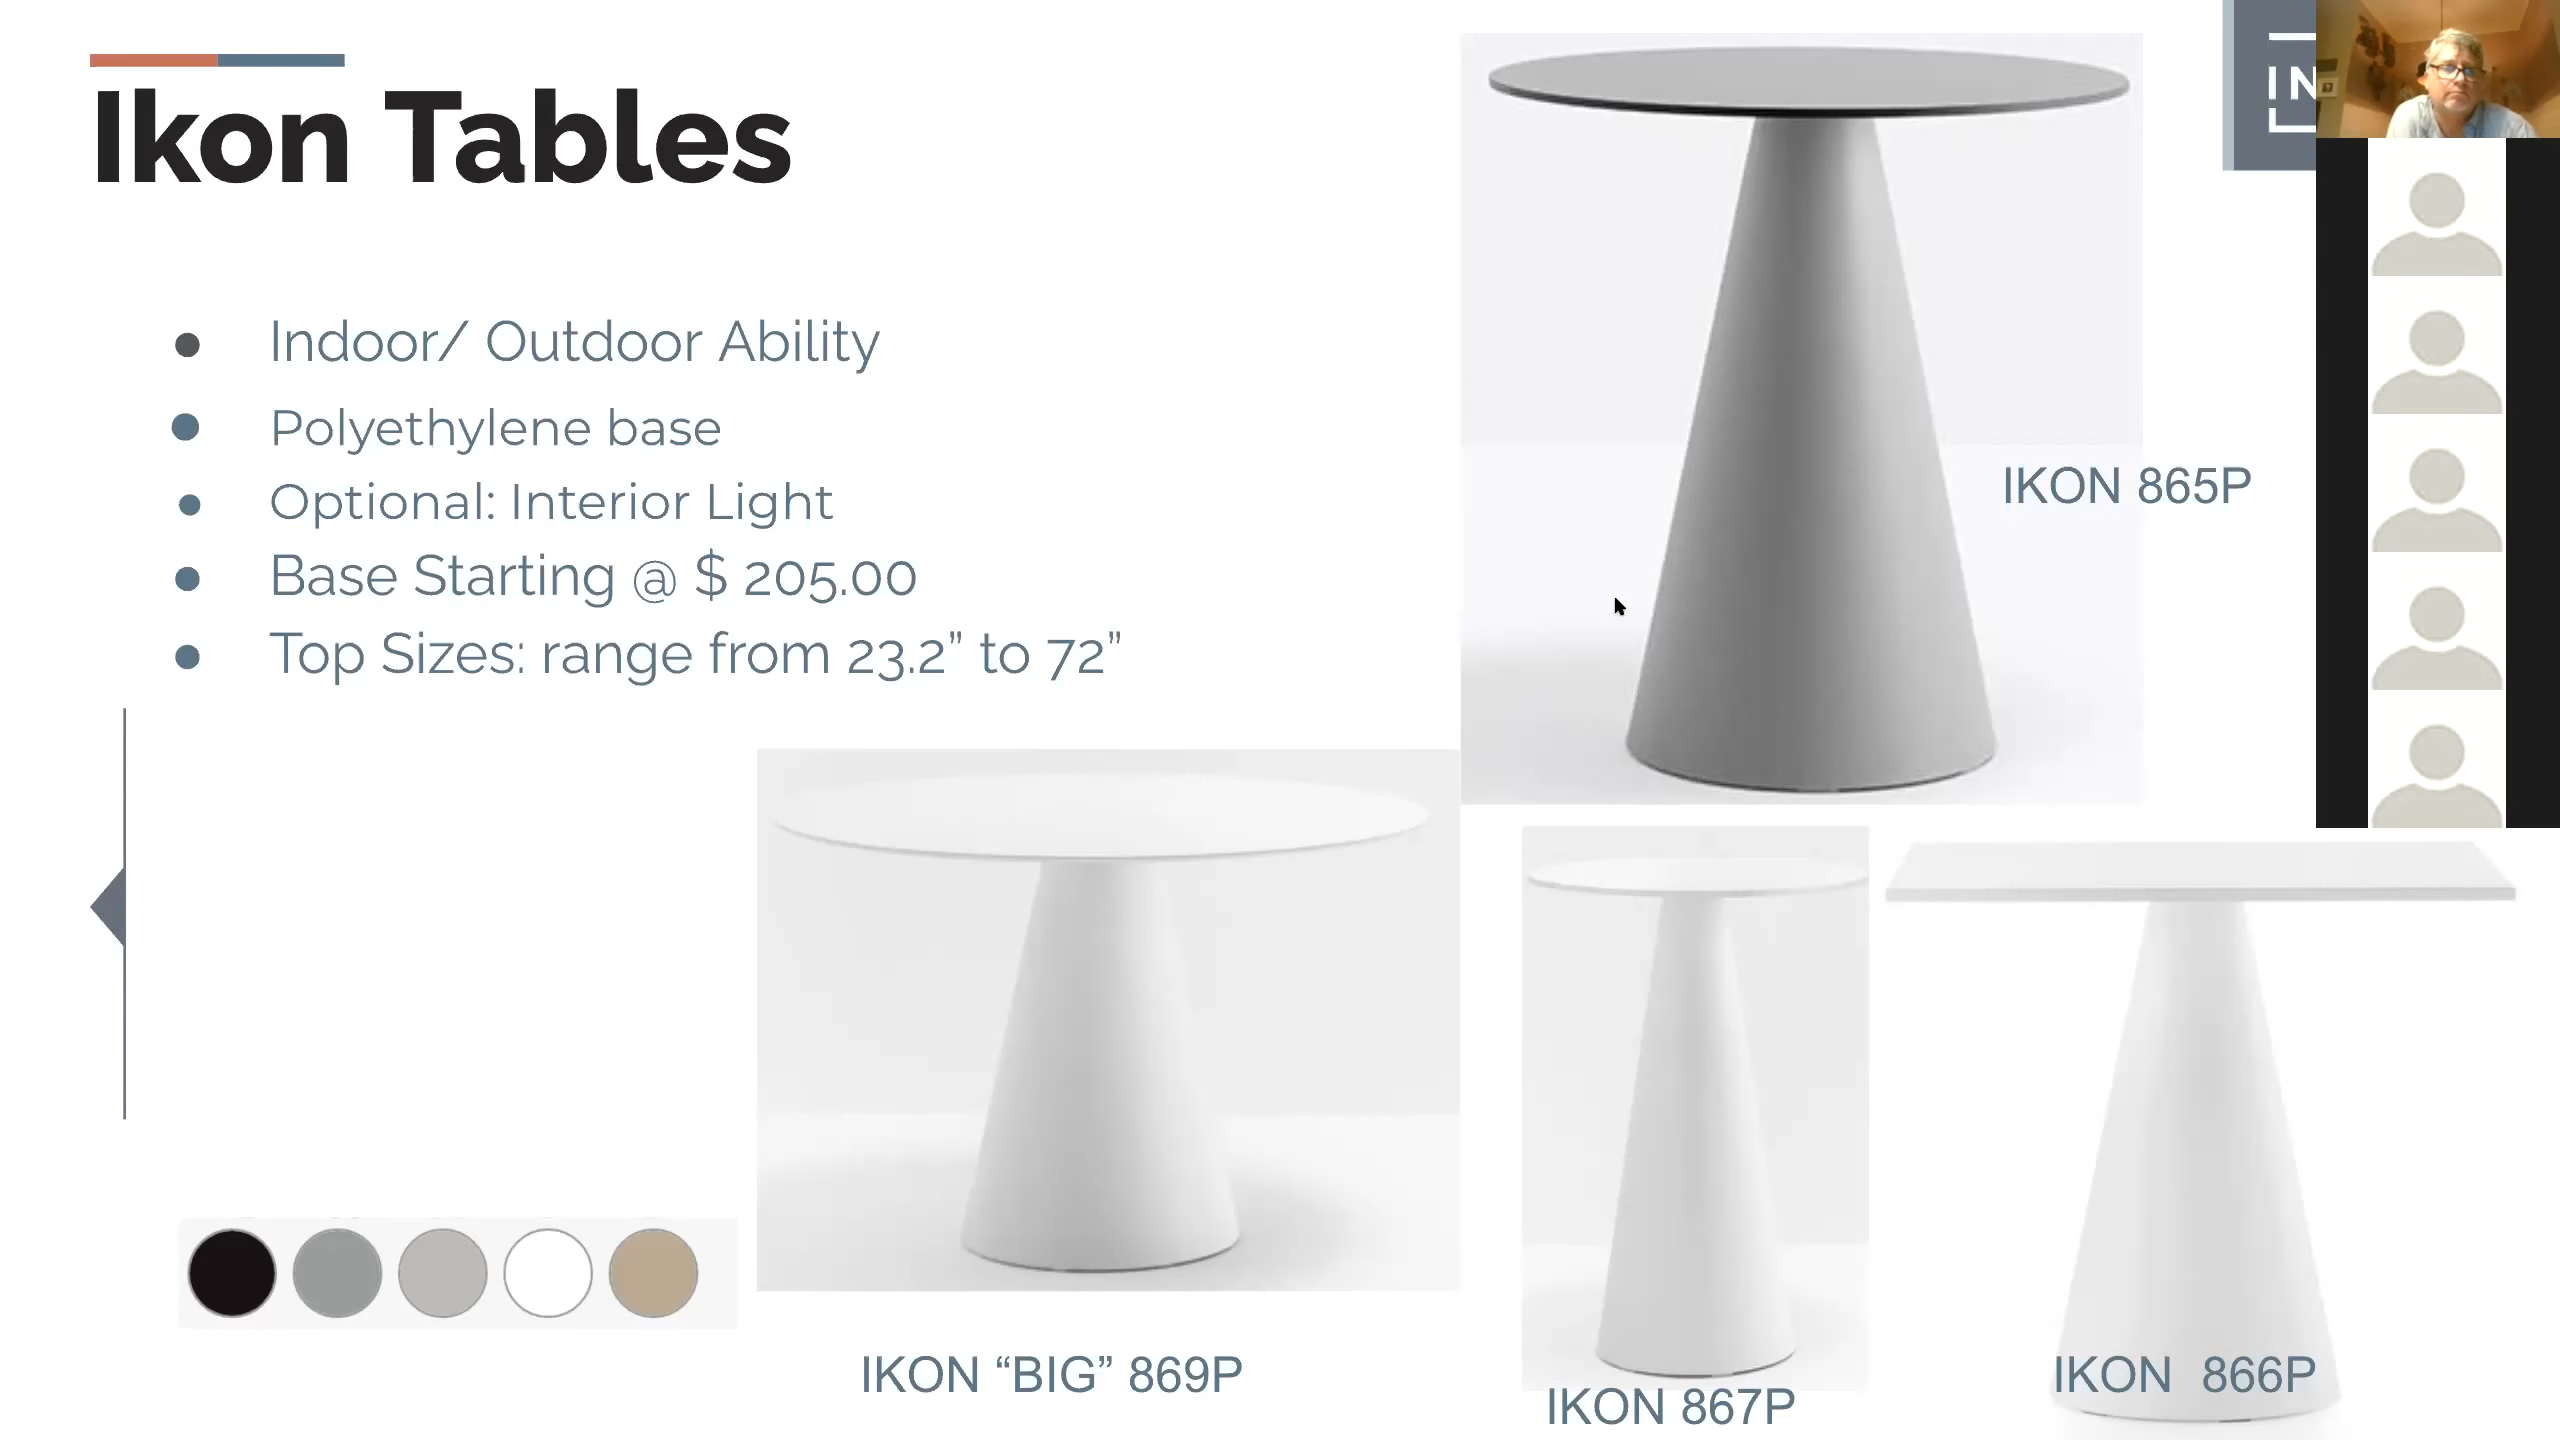 Ikon Tables
IN
Indoor/ Outdoor Ability
Polyethylene base
Optional: Interior Light
Base Starting @ $ 205.00
Top Sizes: range from 23.2” to 72”
IKON 865P
IKON “BIG” 869P
IKON 867P
IKON 866P